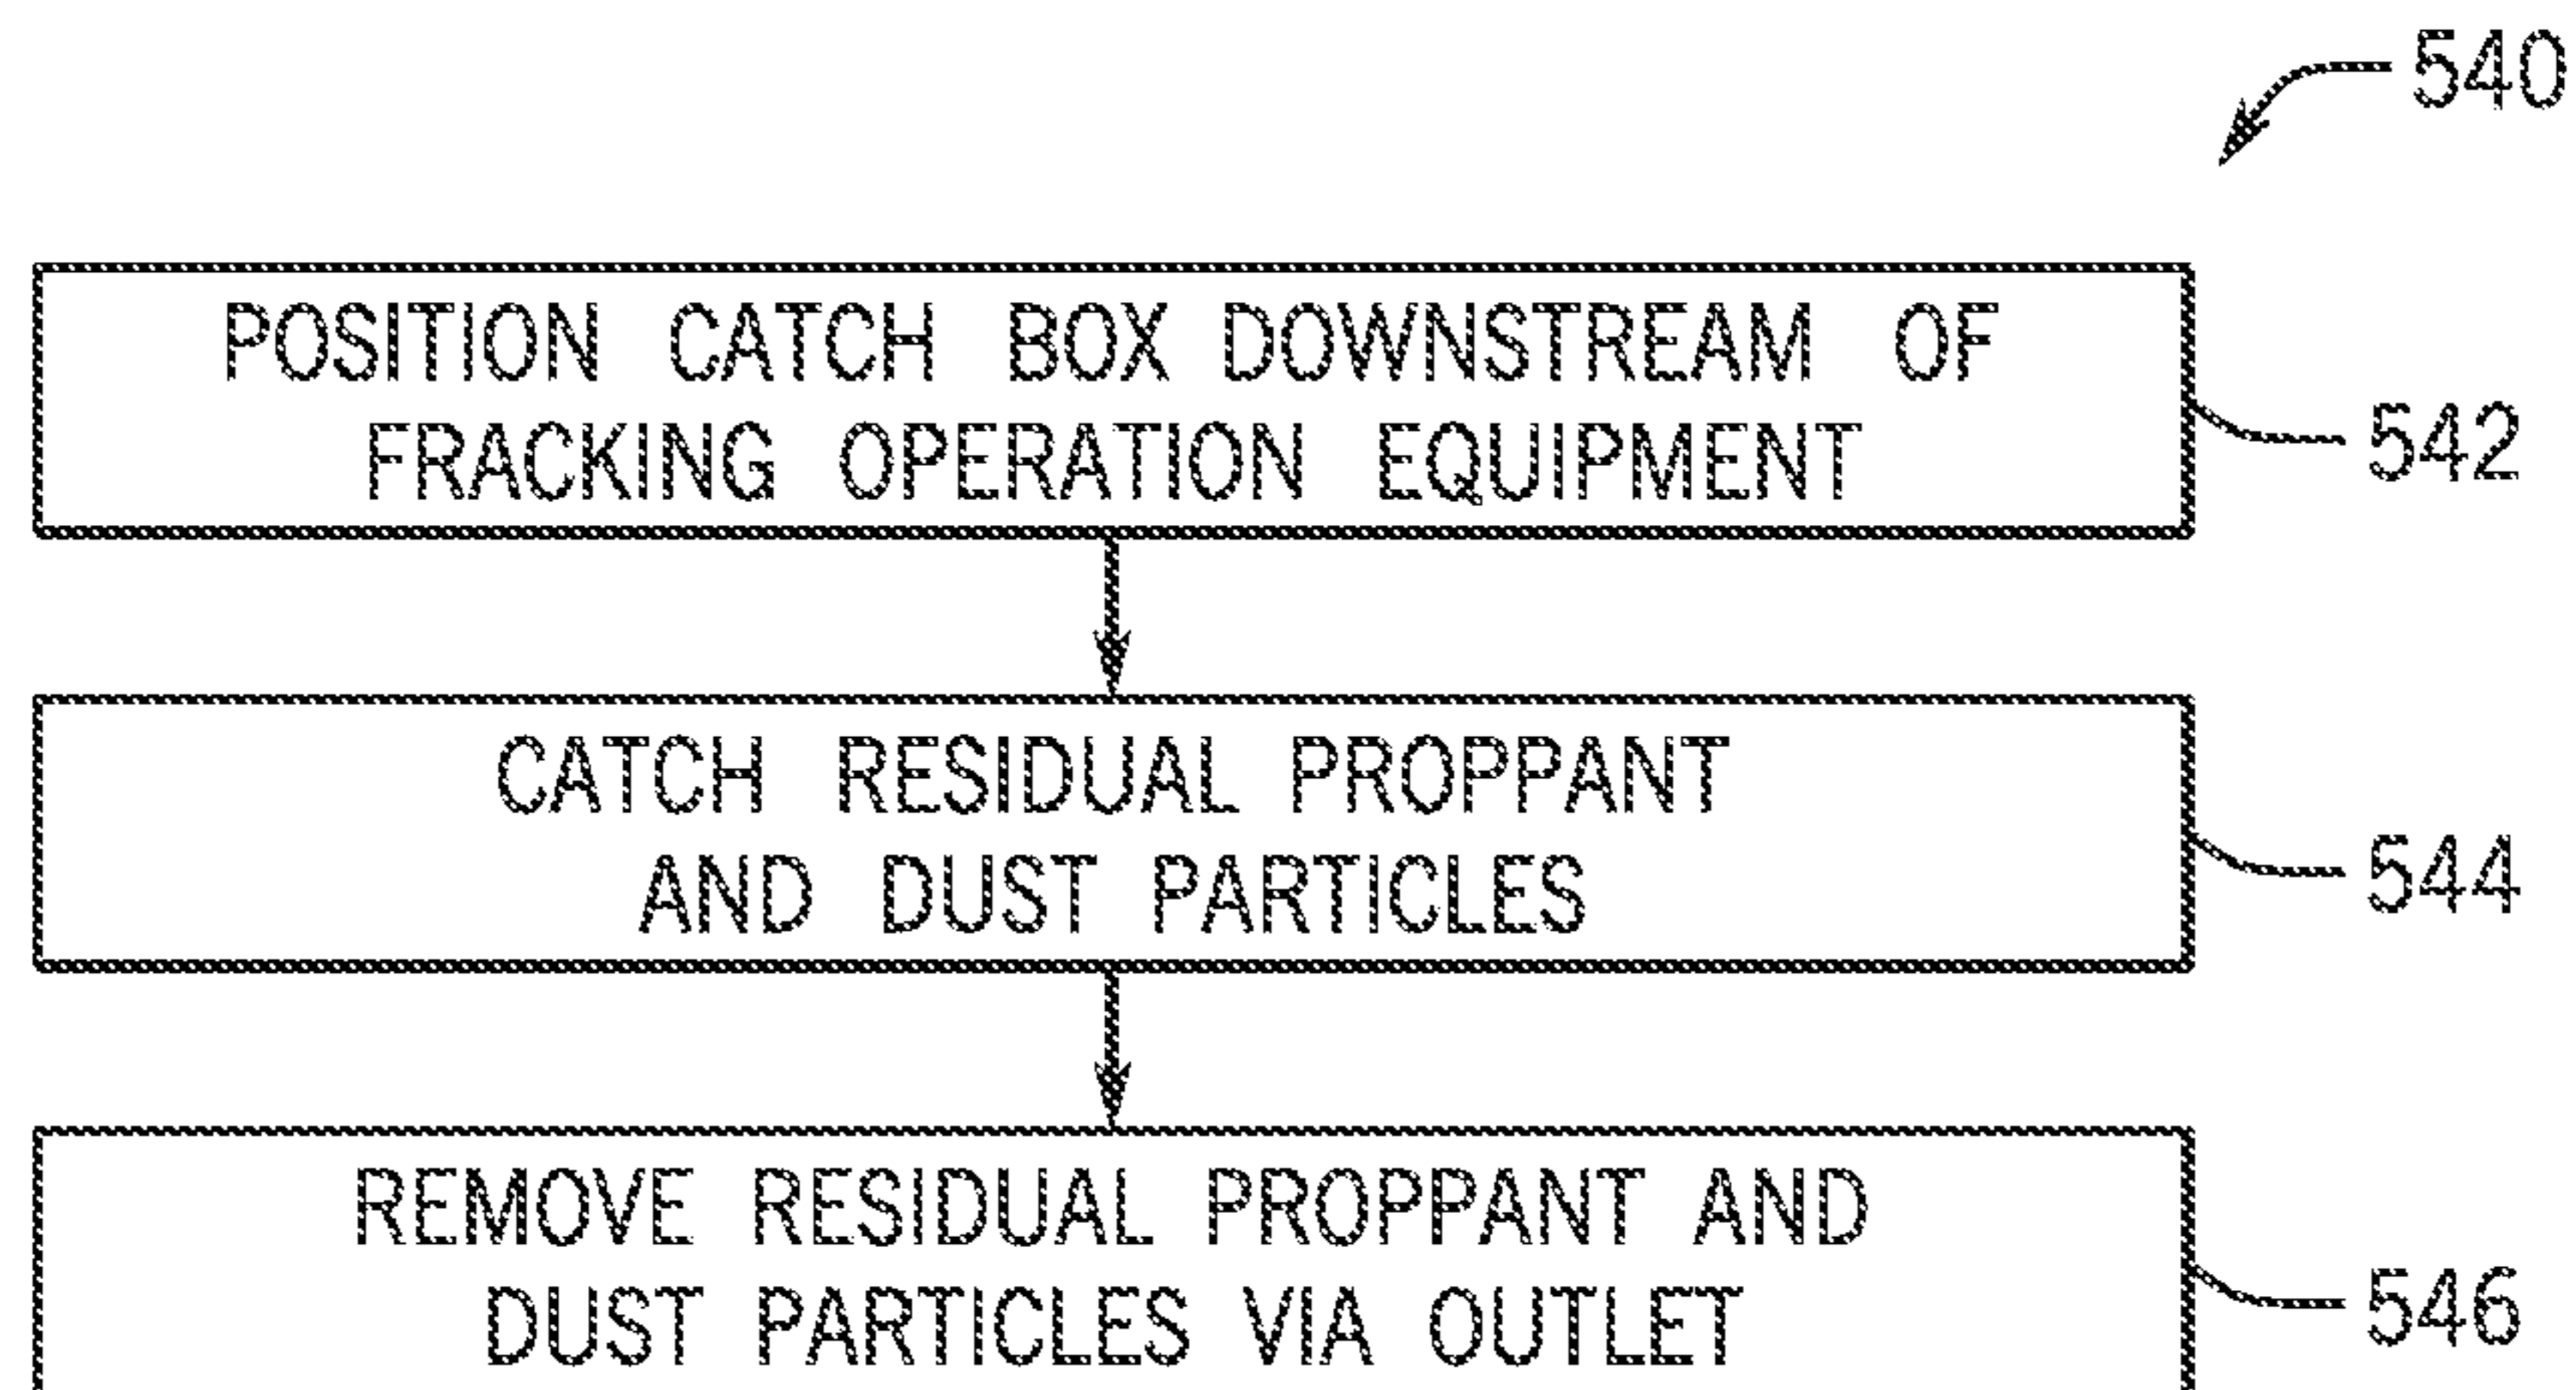 540
POSITION CATCH BOX DOWNSTREAM OF
FRACKING OPERATION EQUIPMENT
542
CATCH RESIDUAL PROPPANT
AND DUST PARTICLES
544
REMOVE RESIDUAL PROPPANT AND
DUST PARTICLES VIA OUTLET
546